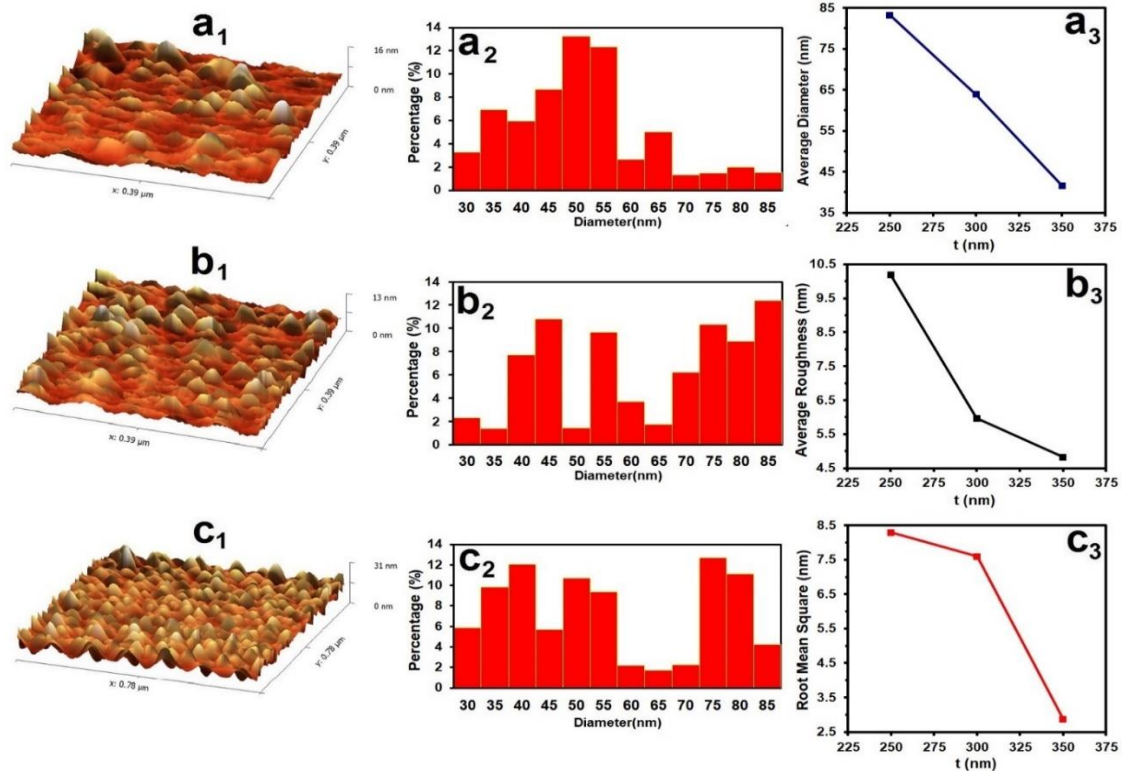 a1
16 nm
0 nm
y: 0.39 µm
x: 0.39 µm
a2
Percentage (%)
14
12
10
8
6
4
2
0
30 35 40 45 50 55 60 65 70 75 80 85
Diameter(nm)
a3
Average Diameter (nm)
85
75
65
55
45
35
225 250 275 300 325 350 375
t (nm)
b1
13 nm
0 nm
y: 0.39 µm
x: 0.39 µm
b2
Percentage (%)
14
12
10
8
6
4
2
0
30 35 40 45 50 55 60 65 70 75 80 85
Diameter(nm)
b3
Average Roughness (nm)
10.5
9.5
8.5
7.5
6.5
5.5
4.5
225 250 275 300 325 350 375
t (nm)
c1
31 nm
0 nm
y: 0.78 µm
x: 0.78 µm
c2
Percentage (%)
14
12
10
8
6
4
2
0
30 35 40 45 50 55 60 65 70 75 80 85
Diameter(nm)
c3
Root Mean Square (nm)
8.5
7.5
6.5
5.5
4.5
3.5
2.5
225 250 275 300 325 350 375
t (nm)